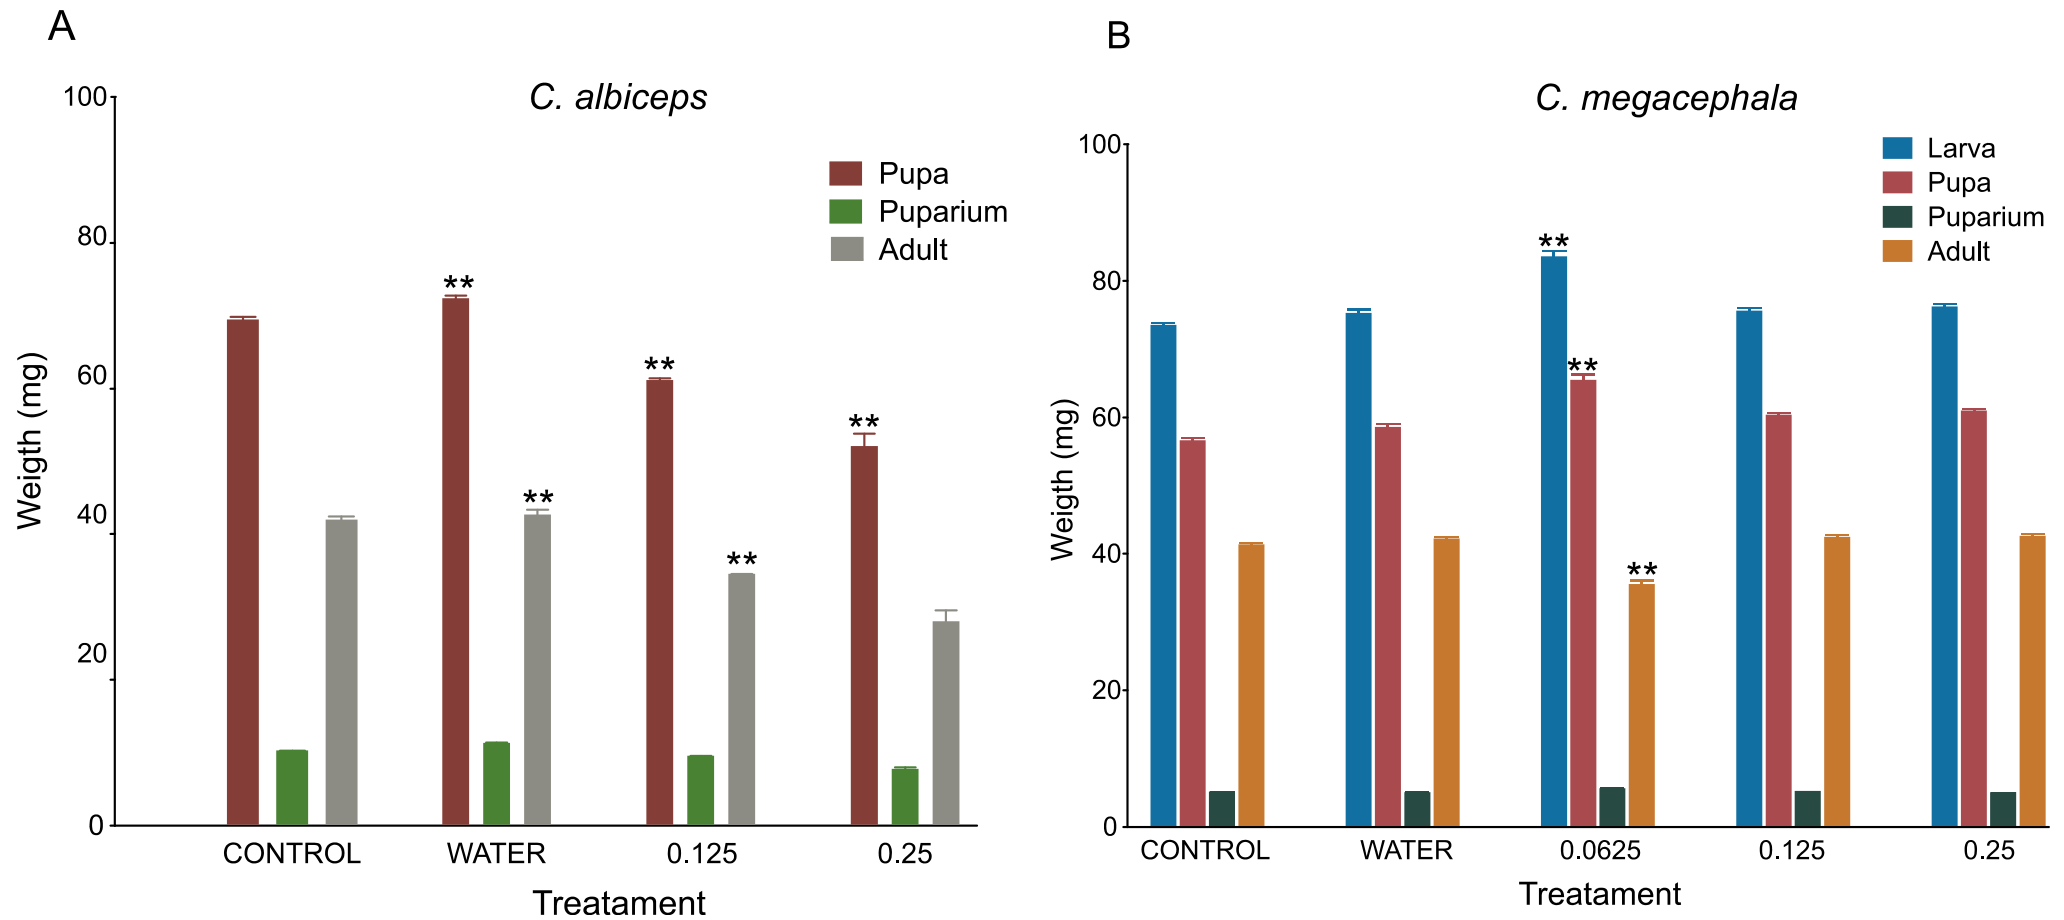 A
C. albiceps
100
80
60
40
20
0
Weigth (mg)
Pupa
Puparium
Adult
**
**
**
**
**
CONTROL
WATER
0.125
0.25
Treatament
B
C. megacephala
100
80
60
40
20
0
Weigth (mg)
Larva
Pupa
Puparium
Adult
**
**
**
CONTROL
WATER
0.0625
0.125
0.25
Treatament